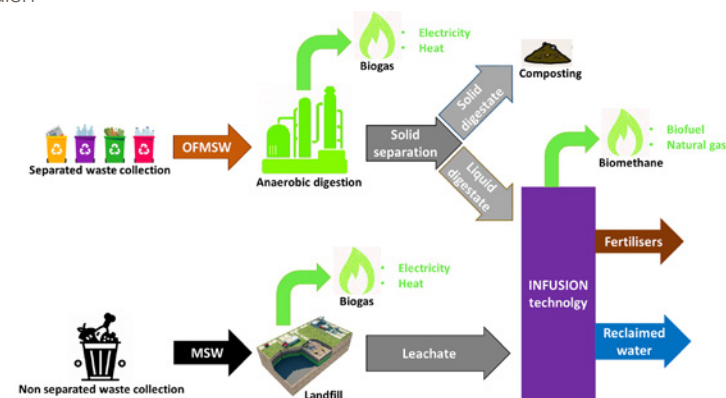 Electricity
Heat
Biogas
Composting
Solid
digestate
Biofuel
Natural gas
Biomethane
OFMSW
Solid
separation
Separated waste collection
Anaerobic digestion
Liquid
digestate
Fertilisers
Electricity
Heat
Biogas
INFUSION
technolgy
MSW
Leachate
Reclaimed
water
Non separated waste collection
Landfill